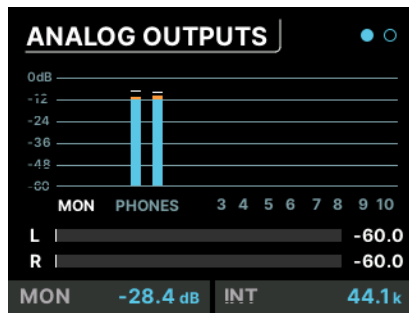 ANALOG OUTPUTS
0dB
-12
-24
-36
-48
-60
MON PHONES 3 4 5 6 7 8 9 10
L -60.0
R -60.0
MON -28.4 dB INT 44.1k